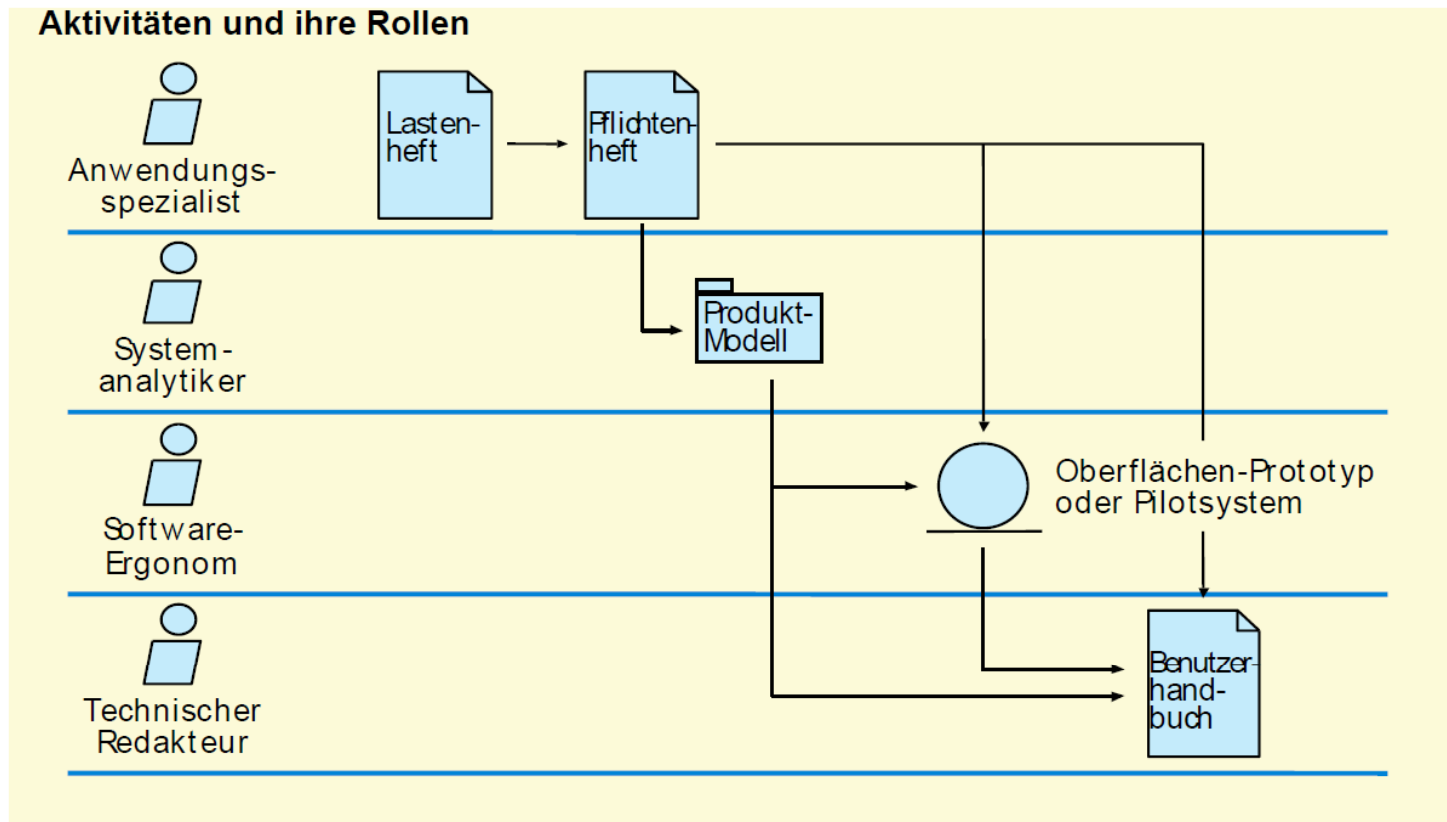 Aktivitäten und ihre Rollen
Anwendungs-
spezialist
Lasten-
heft
Pflichten-
heft
System-
analytiker
Produkt-
Modell
Software-
Ergonom
Oberflächen-Prototyp
oder Pilotsystem
Technischer
Redakteur
Benutzer-
hand-
buch